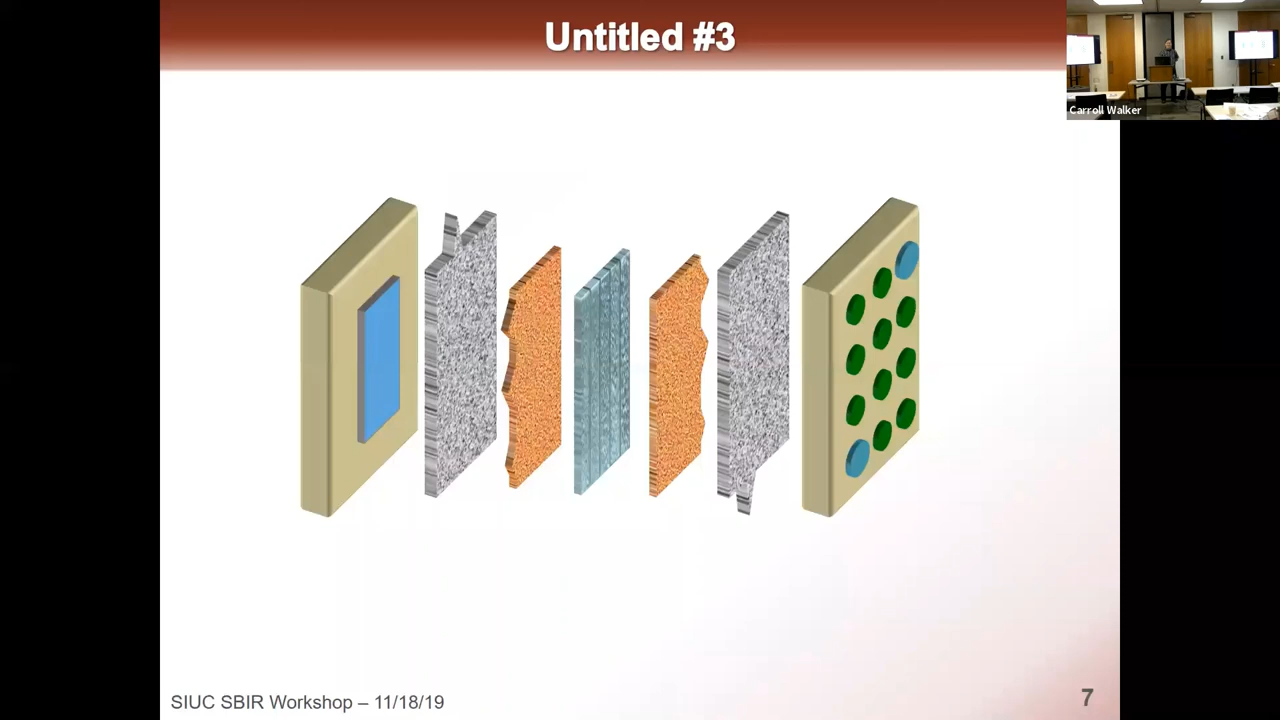 Untitled #3
Carroll Walker
SIUC SBIR Workshop – 11/18/19
7